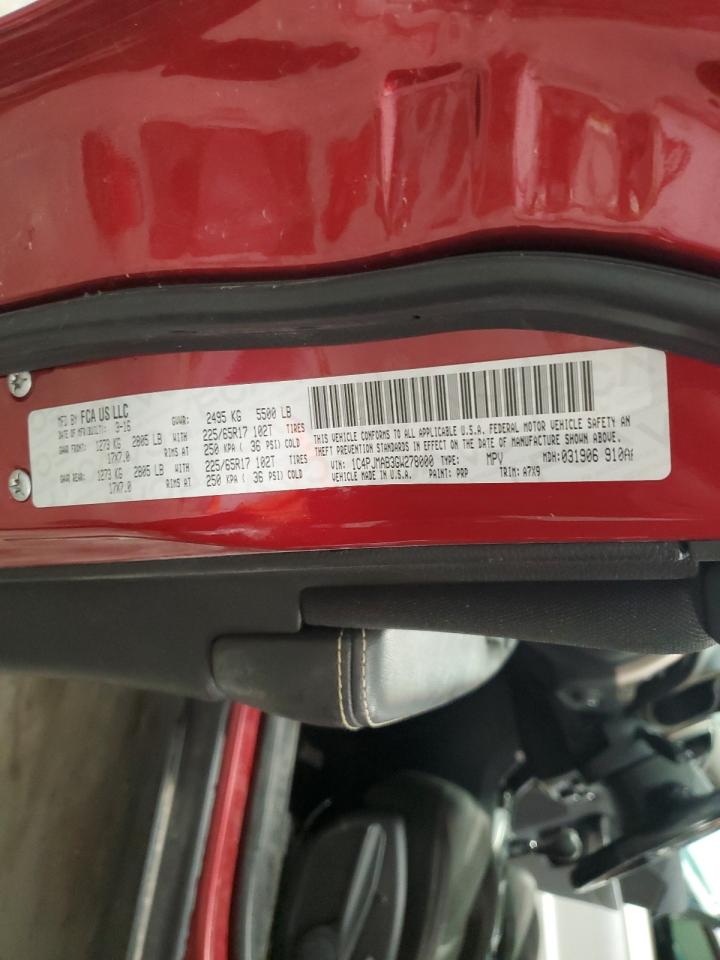 MFD BY FCA US LLC
DATE OF MFR(BUILT): 3-16 GVWR: 2495 KG 5500 LB
GAWR FRONT: 1273 KG 2805 LB WITH 225/65R17 102T TIRES
17X7.0 RIMS AT 250 KPA ( 36 PSI) COLD
GAWR REAR: 1273 KG 2805 LB WITH 225/65R17 102T TIRES
17X7.0 RIMS AT 250 KPA ( 36 PSI) COLD
THIS VEHICLE CONFORMS TO ALL APPLICABLE U.S.A. FEDERAL MOTOR VEHICLE SAFETY AN
THEFT PREVENTION STANDARDS IN EFFECT ON THE DATE OF MANUFACTURE SHOWN ABOVE.
VIN: 1C4PJMAB3GW278000 TYPE: MPV MDH: 031906 910AF
VEHICLE MADE IN U.S.A. PAINT: PRP TRIM: A7X9